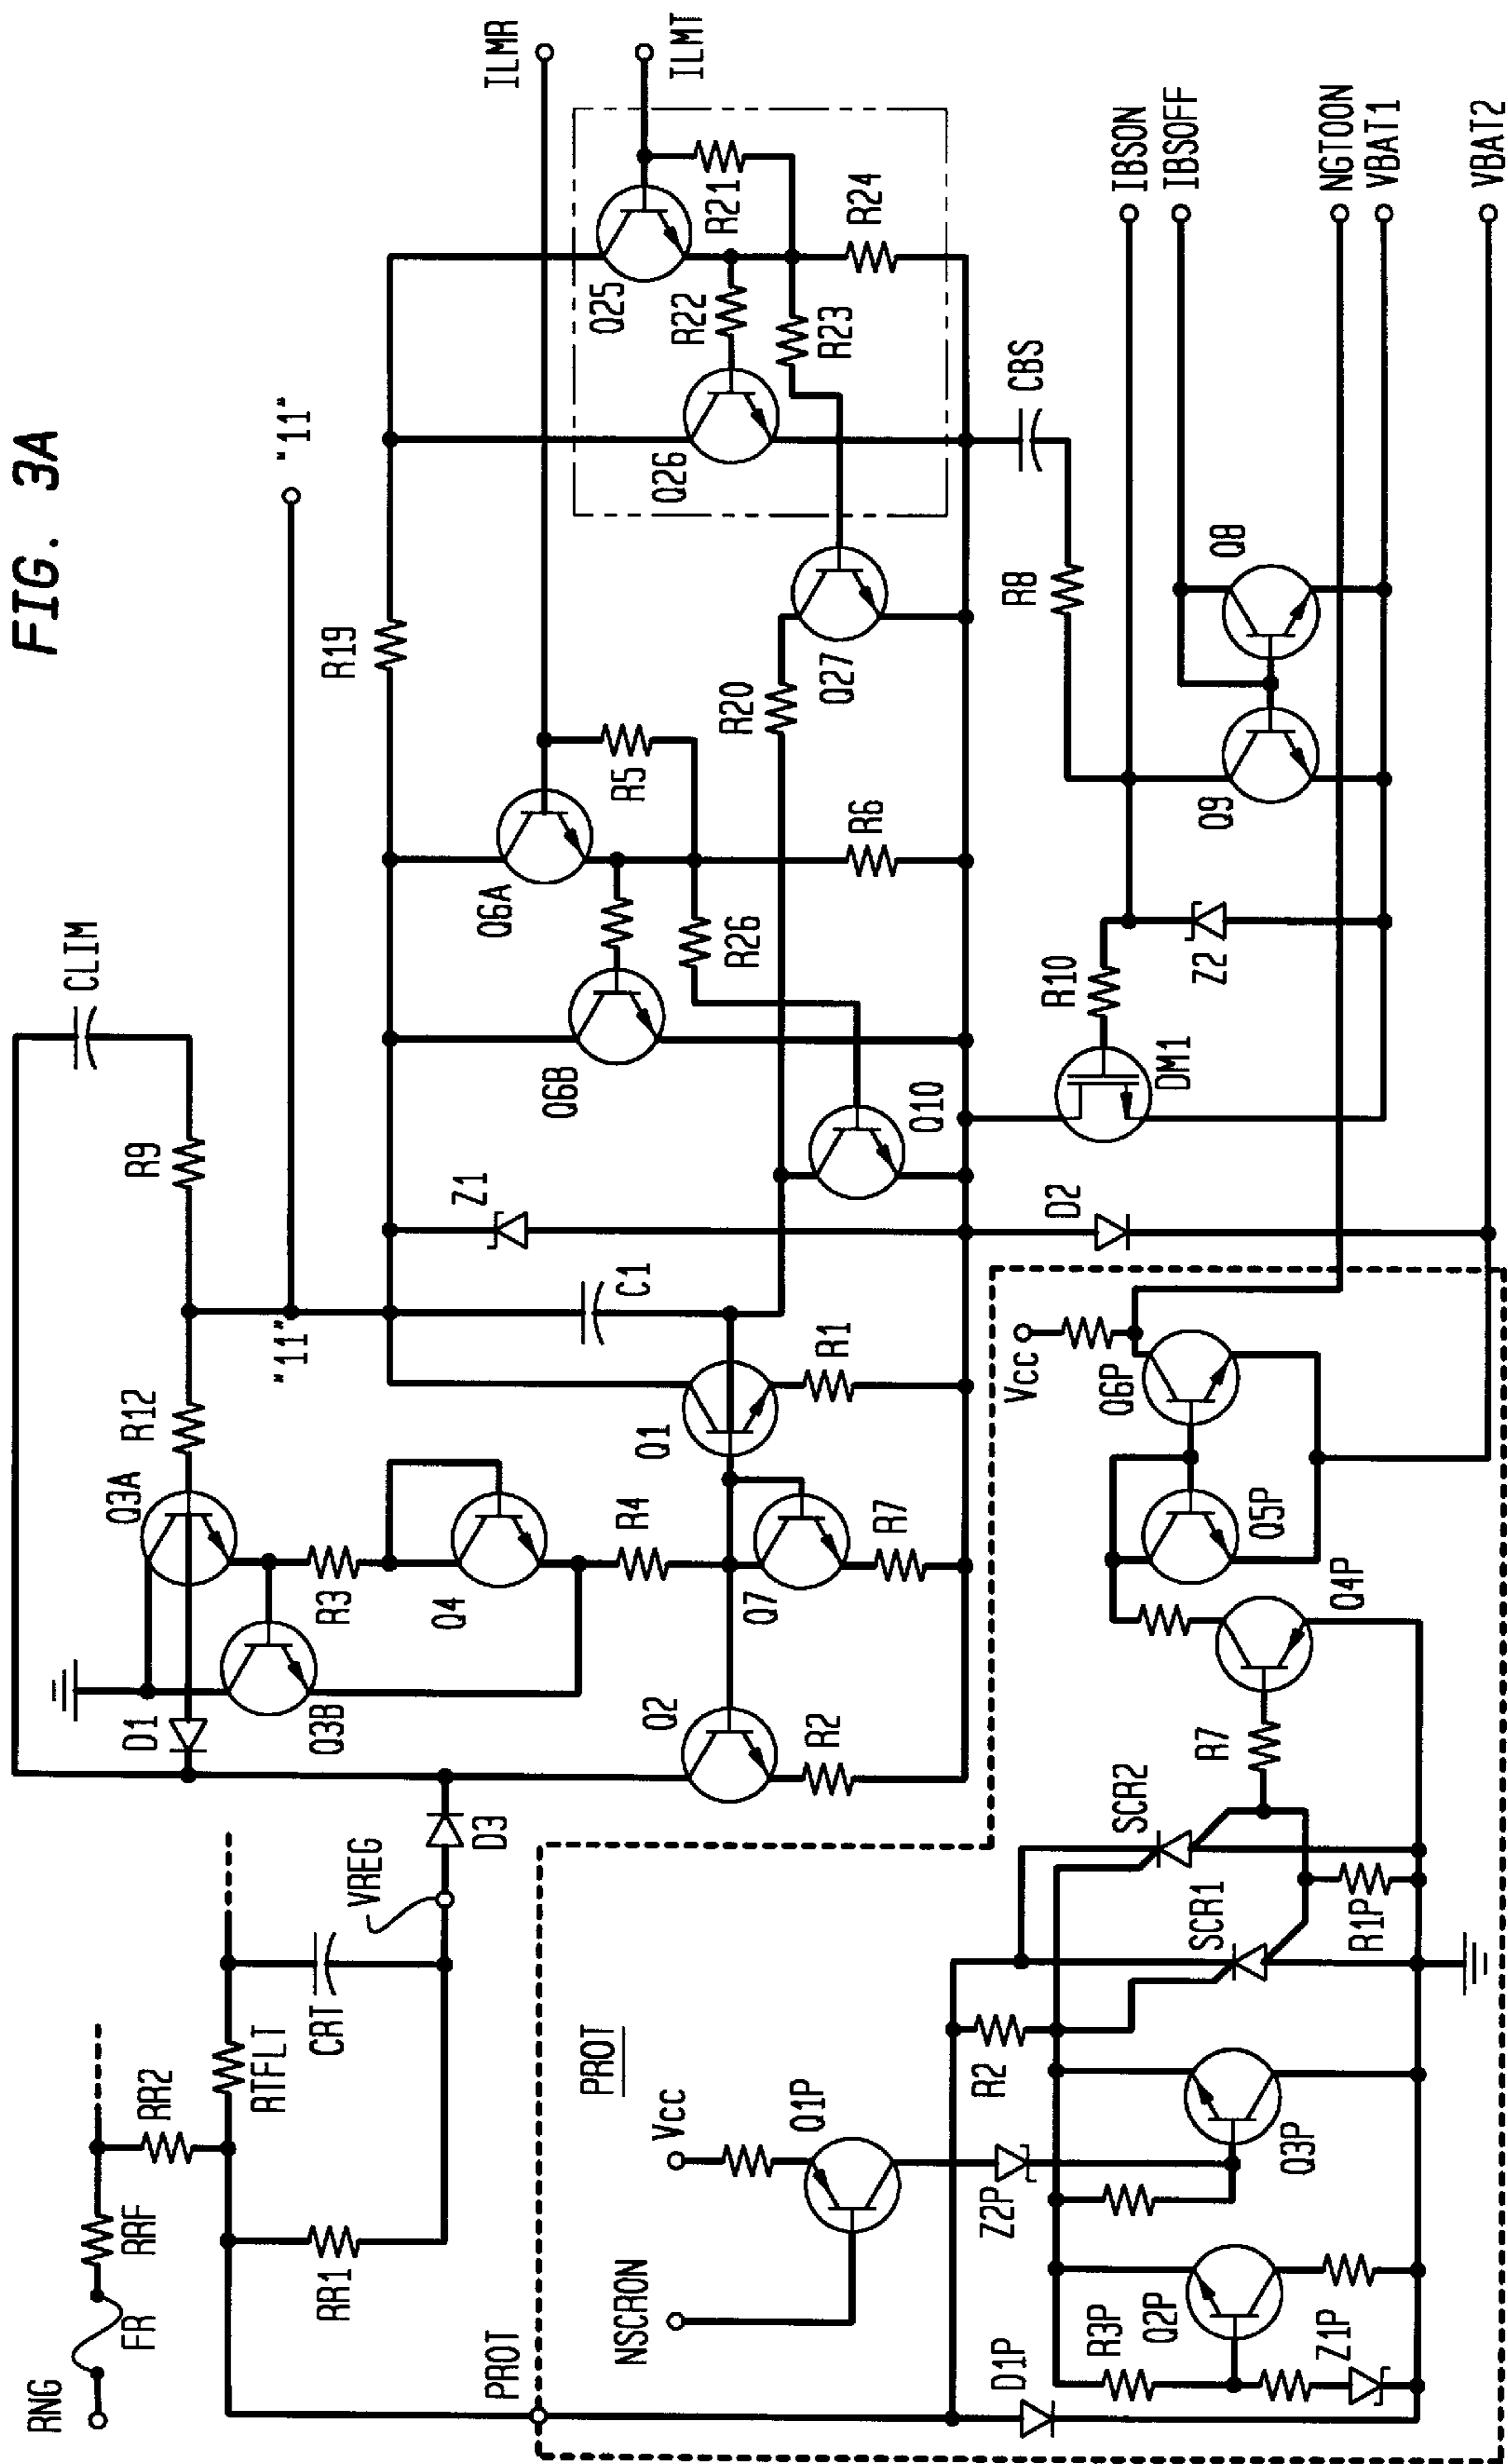 FIG. 3A
RNG
FR
RRF
RR2
RTFLT
CRT
RR1
VREG
D3
D1
Q3B
Q3A
R3
Q4
R4
R12
R9
CLIM
"11"
"11"
Q2
R2
Q7
R7
Q1
R1
C1
Z1
Q6B
Q6A
R5
R26
R6
Q10
R19
R20
Q27
Q26
Q25
R22
R21
R23
R24
ILMR
ILMT
CBS
R8
IBSON
IBSOFF
NGTOON
VBAT1
VBAT2
Q8
Q9
Z2
R10
DM1
D2
PROT
PROT
NSCRON
Vcc
Q1P
Z2P
D1P
R3P
Q2P
Z1P
Q3P
R2
SCR1
SCR2
R1P
R7
Q4P
Q5P
Q6P
Vcc